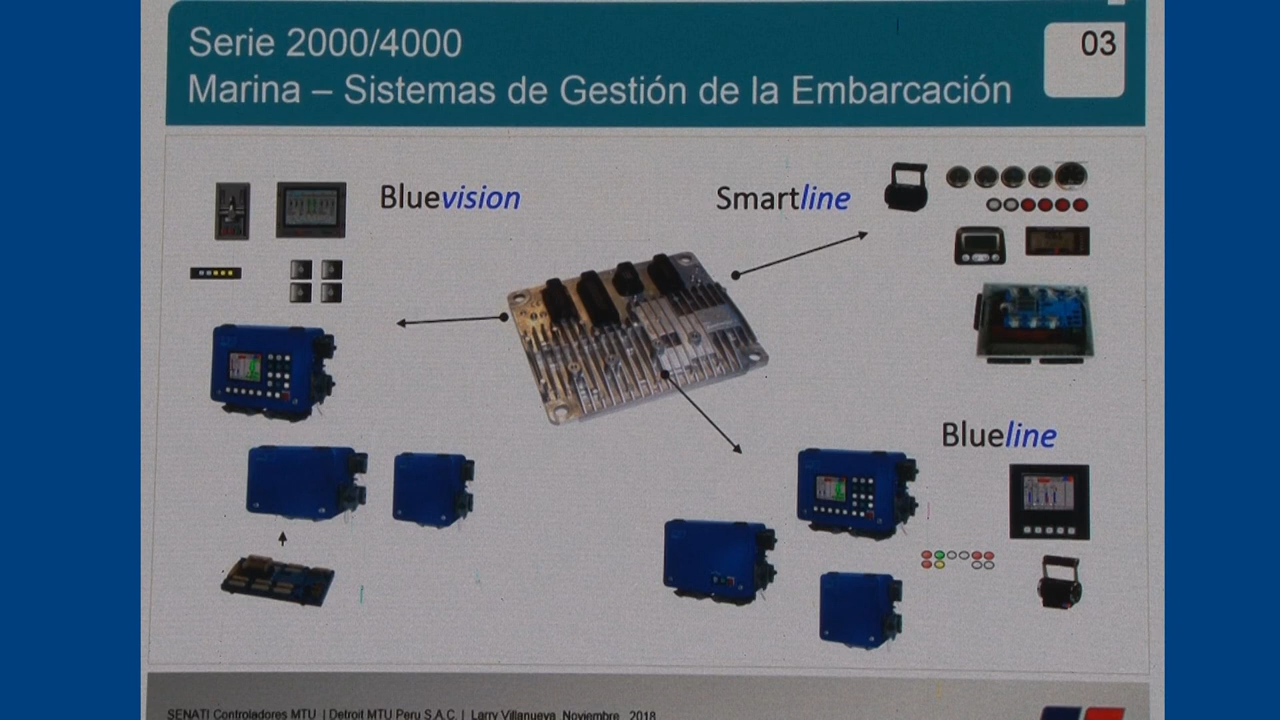 Serie 2000/4000
Marina – Sistemas de Gestión de la Embarcación
03
Bluevision
Smartline
Blueline
SENATI Controladores MTU | Detroit MTU Peru S.A.C. | Larry Villanueva Noviembre 2018